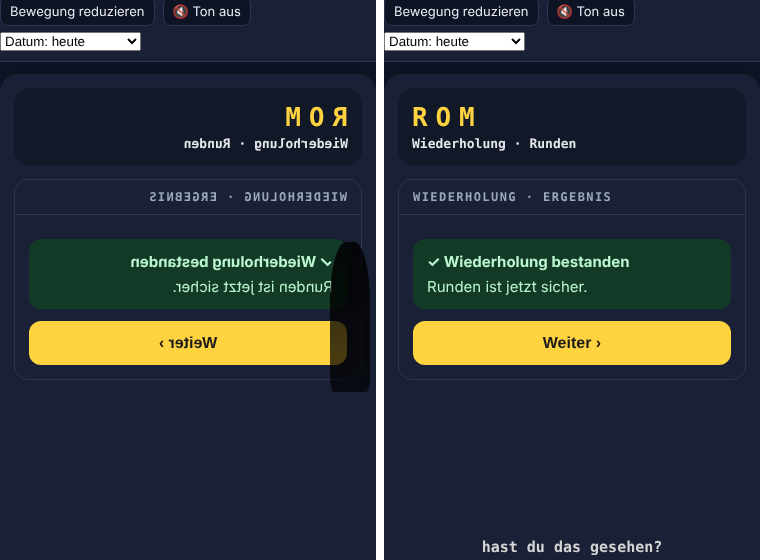 Bewegung reduzieren
🔇 Ton aus
Datum: heute
ROM
Wiederholung · Runden
WIEDERHOLUNG · ERGEBNIS
✓ Wiederholung bestanden
Runden ist jetzt sicher.
Weiter ›
Bewegung reduzieren
🔇 Ton aus
Datum: heute
ROM
Wiederholung · Runden
WIEDERHOLUNG · ERGEBNIS
✓ Wiederholung bestanden
Runden ist jetzt sicher.
Weiter ›
hast du das gesehen?